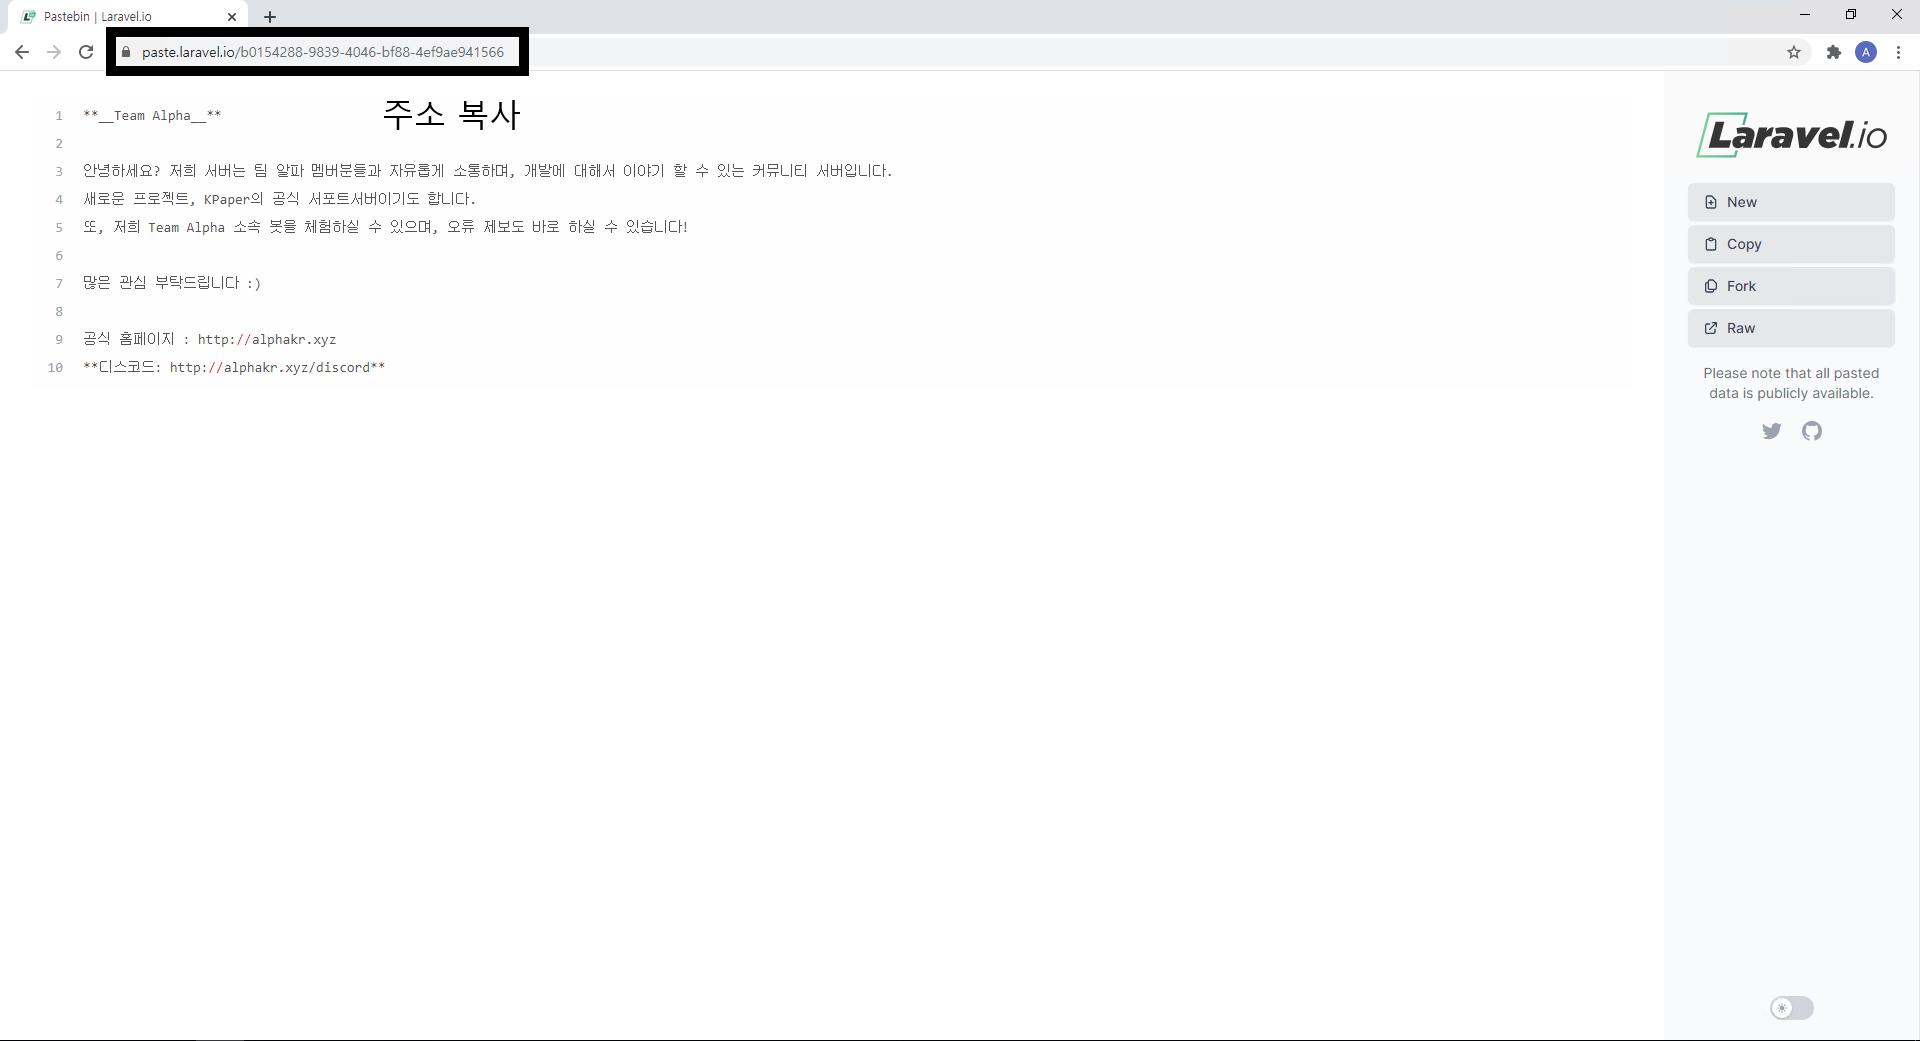 Pastebin | Laravel.io
paste.laravel.io/b0154288-9839-4046-bf88-4ef9ae941566
A
주소 복사
1 **__Team Alpha__**
2
3 안녕하세요? 저희 서버는 팀 알파 멤버분들과 자유롭게 소통하며, 개발에 대해서 이야기 할 수 있는 커뮤니티 서버입니다.
4 새로운 프로젝트, KPaper의 공식 서포트서버이기도 합니다.
5 또, 저희 Team Alpha 소속 봇을 체험하실 수 있으며, 오류 제보도 바로 하실 수 있습니다!
6
7 많은 관심 부탁드립니다 :)
8
9 공식 홈페이지 : http://alphakr.xyz
10 **디스코드: http://alphakr.xyz/discord**
Laravel.io
New
Copy
Fork
Raw
Please note that all pasted
data is publicly available.